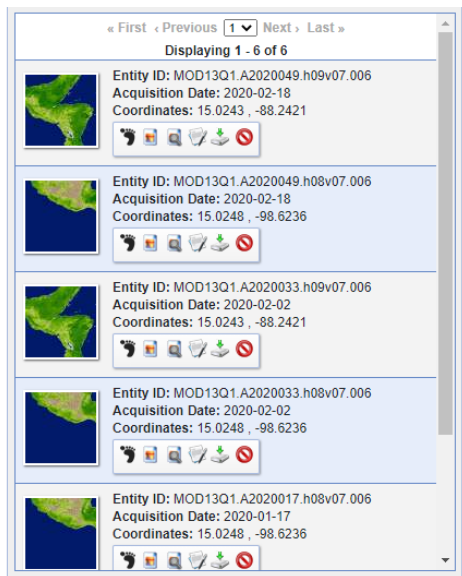 « First ‹ Previous 1 Next › Last »
Displaying 1 - 6 of 6
Entity ID: MOD13Q1.A2020049.h09v07.006
Acquisition Date: 2020-02-18
Coordinates: 15.0243 , -88.2421
Entity ID: MOD13Q1.A2020049.h08v07.006
Acquisition Date: 2020-02-18
Coordinates: 15.0248 , -98.6236
Entity ID: MOD13Q1.A2020033.h09v07.006
Acquisition Date: 2020-02-02
Coordinates: 15.0243 , -88.2421
Entity ID: MOD13Q1.A2020033.h08v07.006
Acquisition Date: 2020-02-02
Coordinates: 15.0248 , -98.6236
Entity ID: MOD13Q1.A2020017.h08v07.006
Acquisition Date: 2020-01-17
Coordinates: 15.0248 , -98.6236